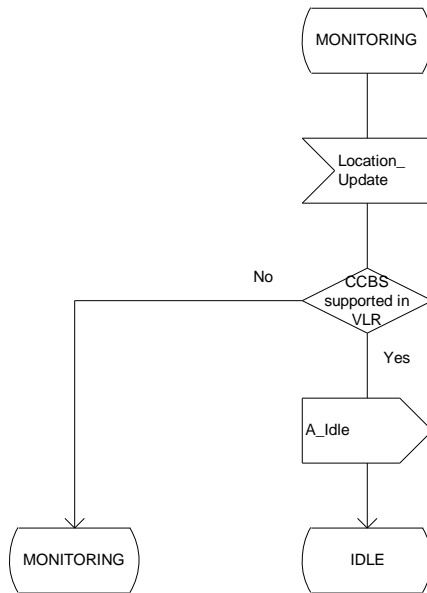 MONITORING
Location_
Update
No
CCBS
supported in
VLR
Yes
A_Idle
MONITORING
IDLE